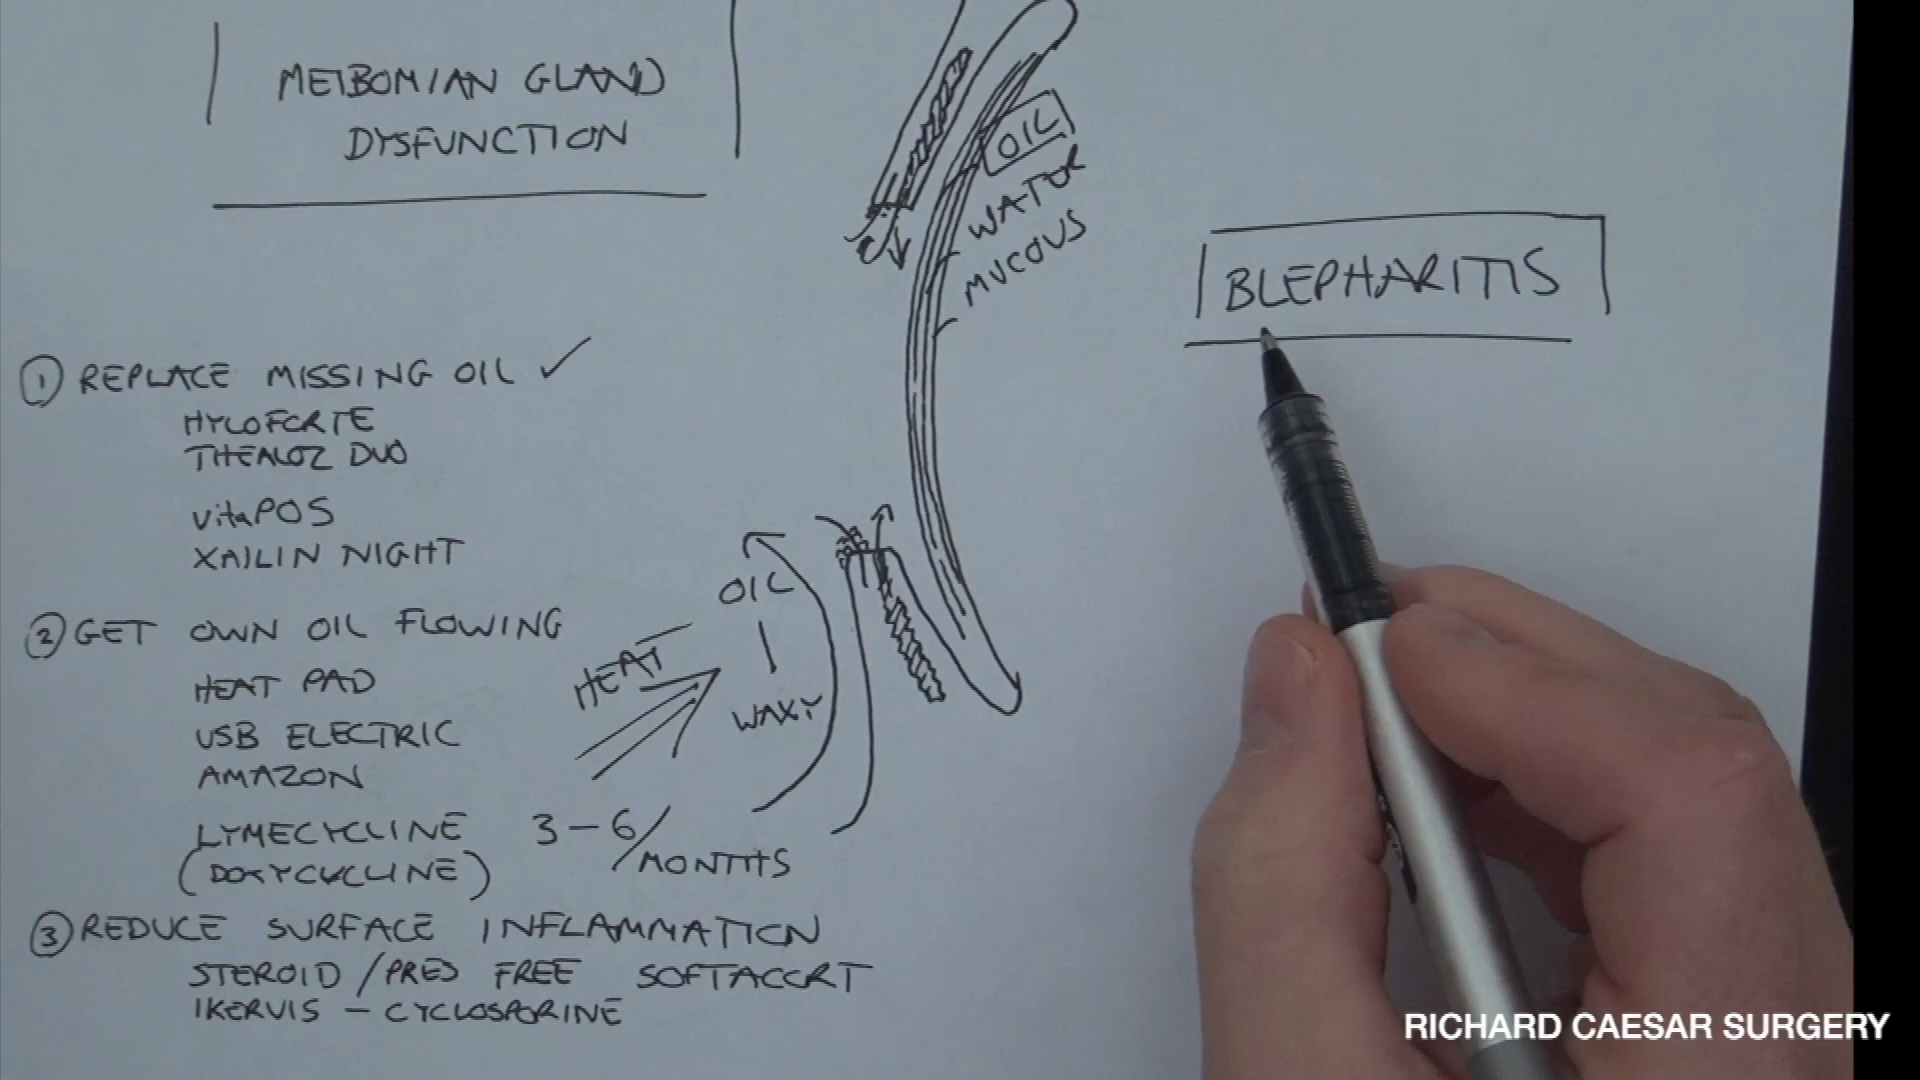 MEIBOMIAN GLAND
DYSFUNCTION
OIL
WATER
MUCOUS
BLEPHARITIS
1 REPLACE MISSING OIL ✓
HYLOFORTE
THEALOZ DUO
VitaPOS
XAILIN NIGHT
2 GET OWN OIL FLOWING
HEAT PAD
USB ELECTRIC
AMAZON
LYMECYCLINE 3-6/MONTHS
(DOXYCYCLINE)
HEAT
OIL
WAXY
3 REDUCE SURFACE INFLAMMATION
STEROID / PRES FREE SOFTACORT
IKERVIS - CYCLOSPORINE
RICHARD CAESAR SURGERY